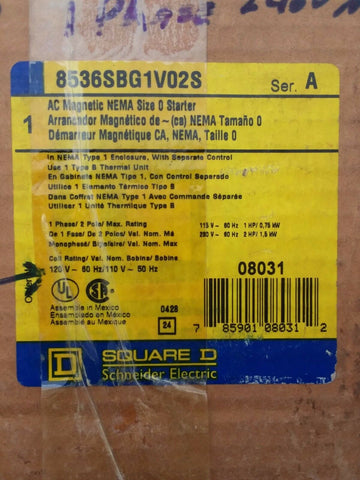 1 Phase
8536SBG1V02S Ser. A
1
AC Magnetic NEMA Size 0 Starter
Arrancador Magnético de ~ (ca) NEMA Tamaño 0
Démarreur Magnétique CA, NEMA, Taille 0
In NEMA Type 1 Enclosure, With Separate Control
Use 1 Type B Thermal Unit
En Gabinete NEMA Tipo 1, Con Control Separado
Utilice 1 Elemento Térmico Tipo B
Dans Coffret NEMA Type 1 Avec Commande Séparée
Utiliser 1 Unité Thermique Type B
1 Phase/ 2 Pole/ Max. Rating 115 V~ 60 Hz 1 HP/ 0,75 kW
De 1 Fase/ De 2 Polos/ Val. Nom. Má 230 V~ 60 Hz 2 HP/ 1,5 kW
Monophasé/ Bipolaire/ Val. nom. Max
Coil Rating/ Val. Nom. Bobina/ Bobine/
120 V~ 60 Hz/110 V~ 50 Hz
08031
UL LISTED
SA
Assemble in Mexico
Ensamblado en México
Assemblé au Mexique
0428
24
7 85901 08031 2
D SQUARE D
Schneider Electric